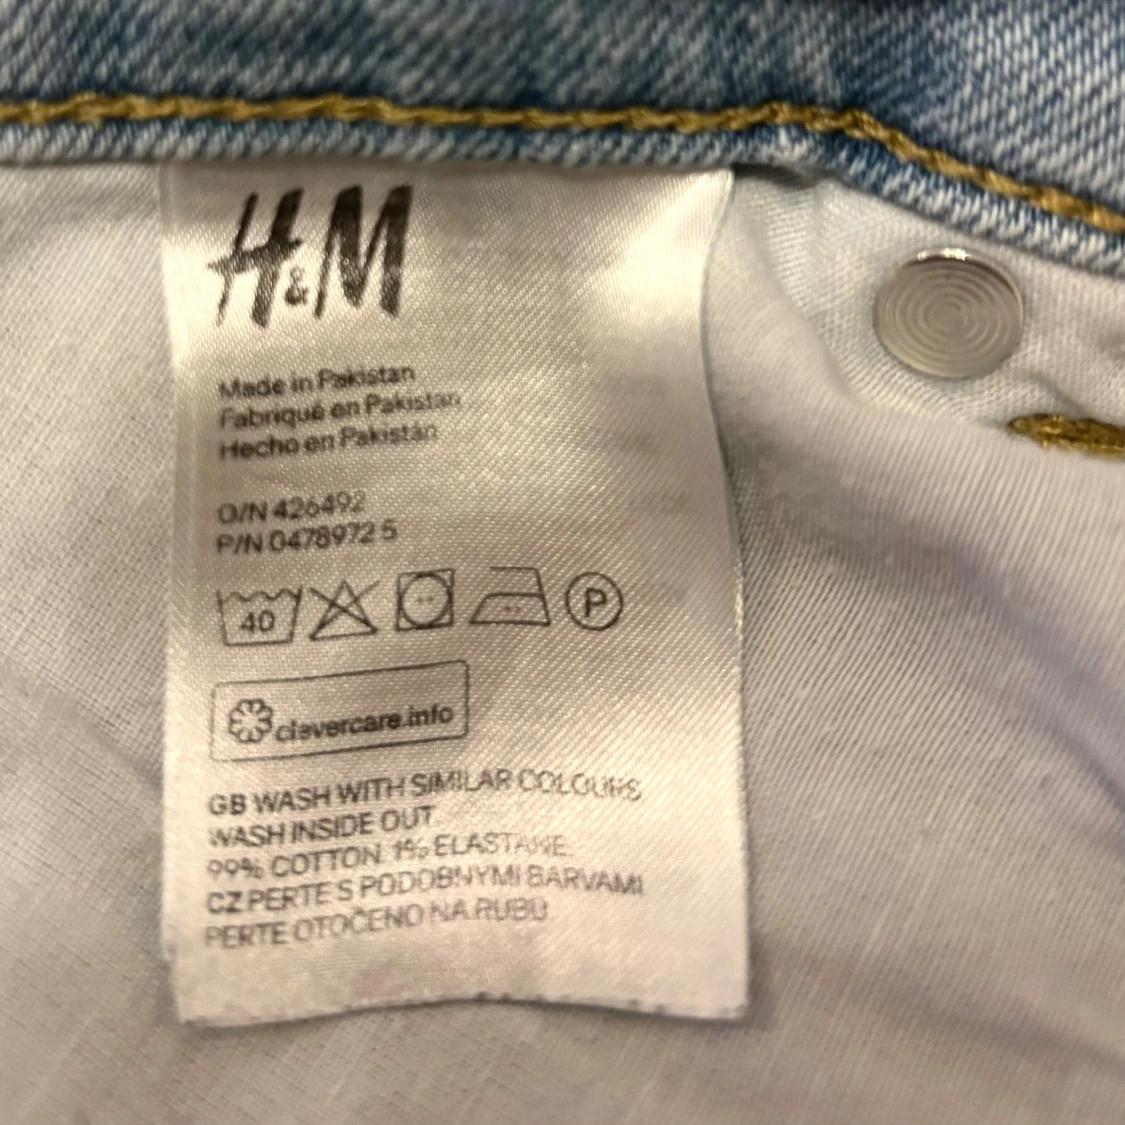 H&M
Made in Pakistan
Fabriqué en Pakistan
Hecho en Pakistán
O/N 426492
P/N 0478972 5
40 P
clevercare.info
GB WASH WITH SIMILAR COLOURS
WASH INSIDE OUT
99% COTTON 1% ELASTANE
CZ PERTE S PODOBNÝMI BARVAMI
PERTE OTOČENO NA RUBU